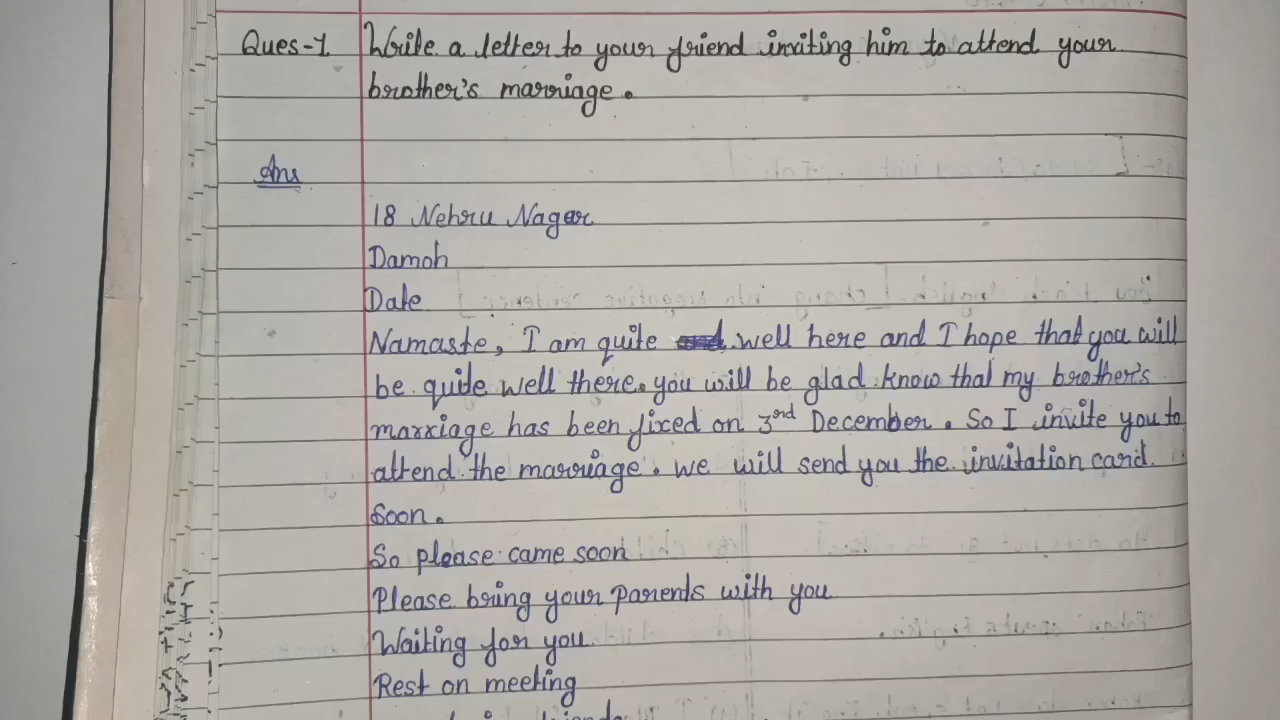 Ques-1 Write a letter to your friend inviting him to attend your
brother's marriage.
Ans
18 Nehru Nagar
Damoh
Date
Namaste, I am quite well here and I hope that you will
be quite well there. you will be glad know that my brother's
marriage has been fixed on 3nd December. So I invite you to
attend the marriage. we will send you the invitation card
soon.
So please came soon
Please bring your parents with you
Waiting for you
Rest on meeting